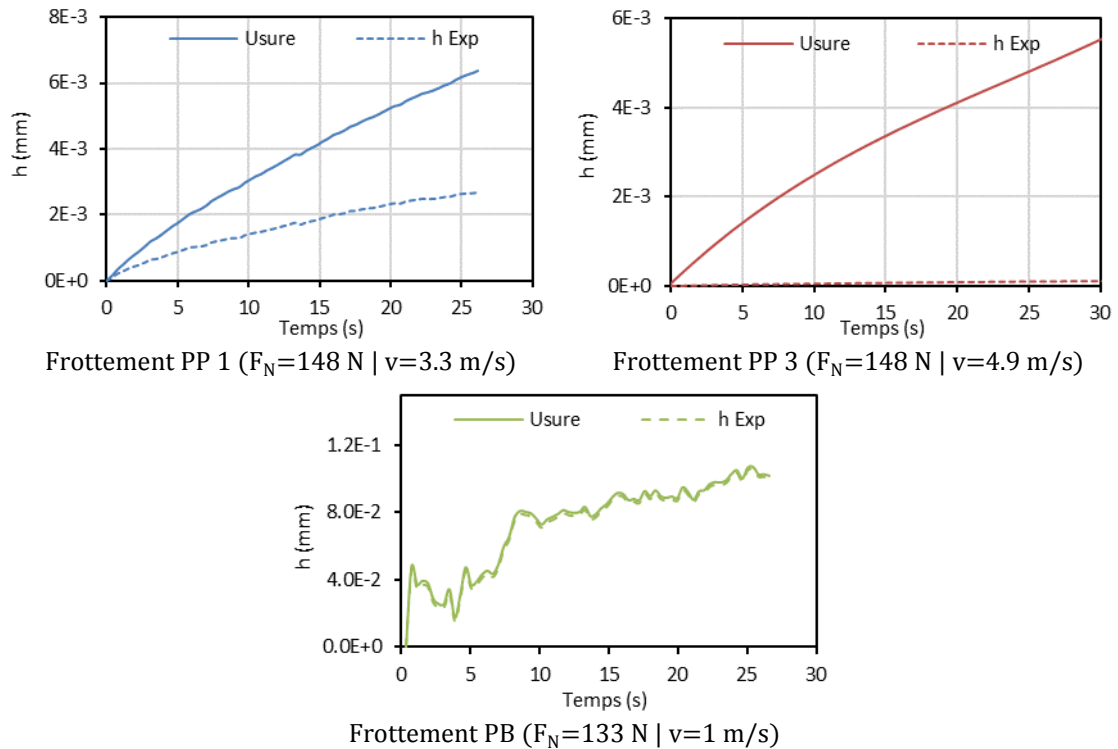 8E-3
6E-3
4E-3
2E-3
0E+0
h (mm)
Usure
h Exp
0 5 10 15 20 25 30
Temps (s)
Frottement PP 1 (F_N=148 N | v=3.3 m/s)
6E-3
4E-3
2E-3
0E+0
h (mm)
Usure
h Exp
0 5 10 15 20 25 30
Temps (s)
Frottement PP 3 (F_N=148 N | v=4.9 m/s)
1.2E-1
8.0E-2
4.0E-2
0.0E+0
h (mm)
Usure
h Exp
0 5 10 15 20 25 30
Temps (s)
Frottement PB (F_N=133 N | v=1 m/s)